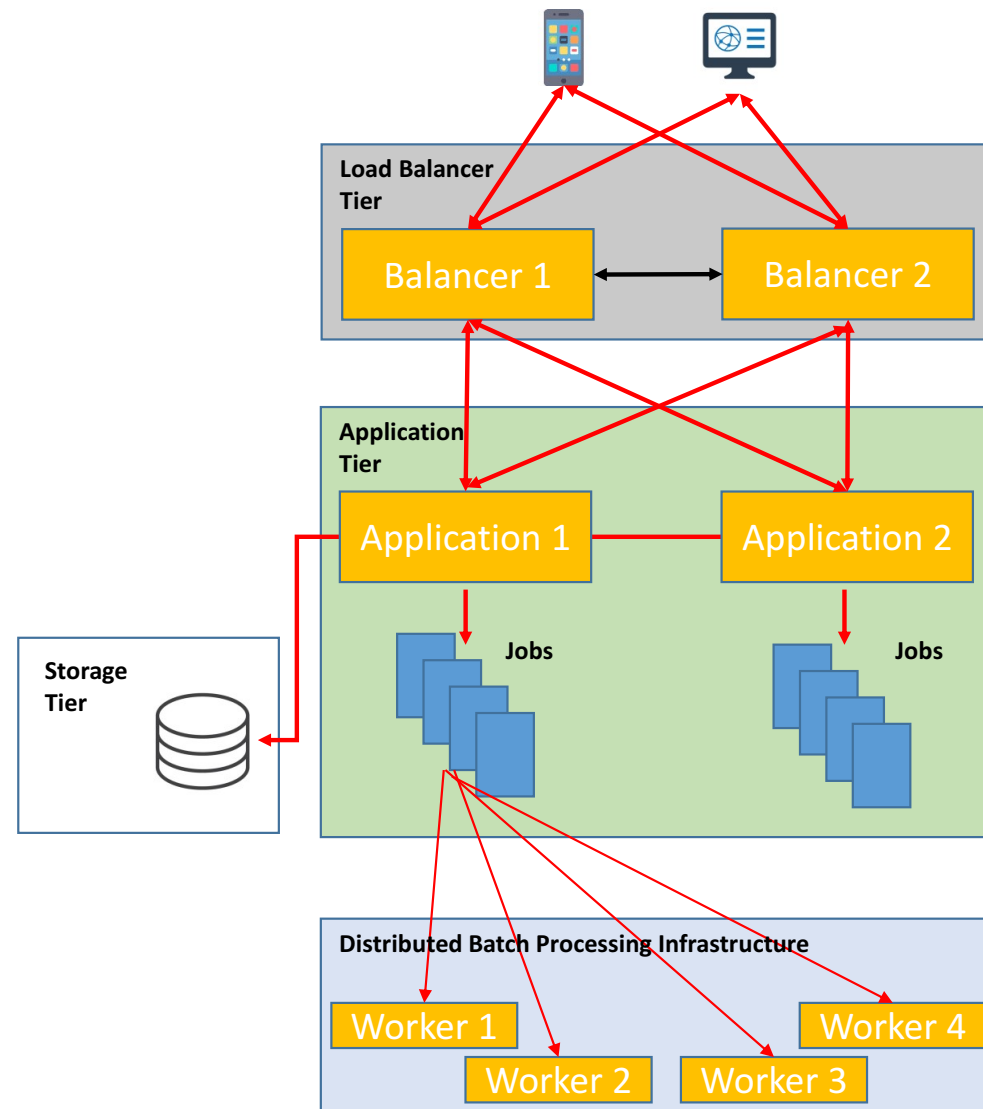 Load Balancer
Tier
Balancer 1
Balancer 2
Application
Tier
Application 1
Application 2
Jobs
Jobs
Storage
Tier
Distributed Batch Processing Infrastructure
Worker 1
Worker 4
Worker 2
Worker 3